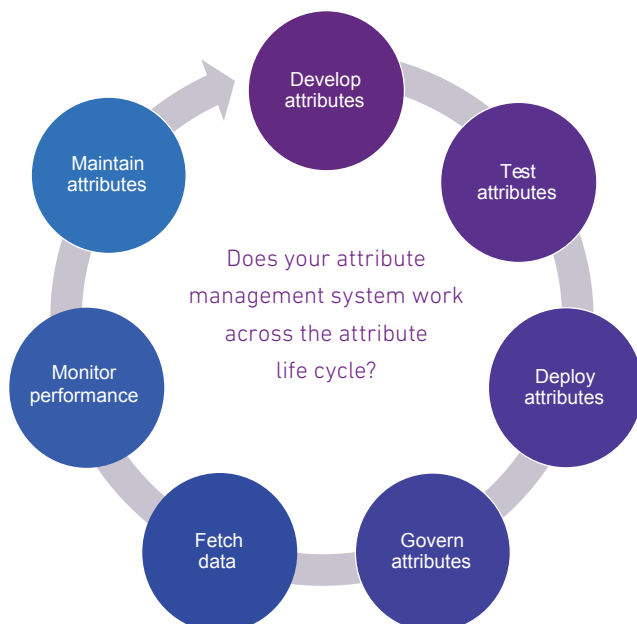 Develop
attributes
Test
attributes
Deploy
attributes
Govern
attributes
Fetch
data
Monitor
performance
Maintain
attributes
Does your attribute
management system work
across the attribute
life cycle?